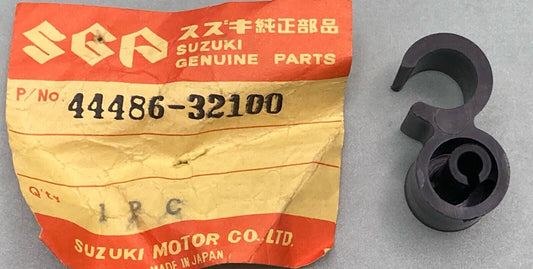 SGP
スズキ純正部品
SUZUKI
GENUINE PARTS
P/No. 44486-32100
Q'ty 1 PC
SUZUKI MOTOR CO.,LTD.
MADE IN JAPAN